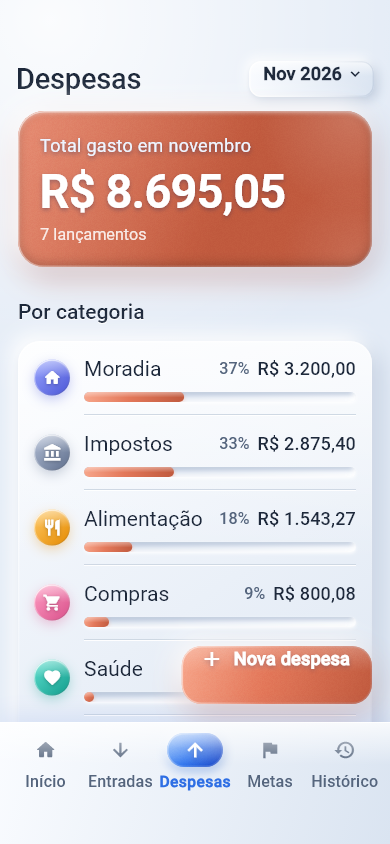 Despesas
Nov 2026
Total gasto em novembro
R$ 8.695,05
7 lançamentos
Por categoria
Moradia 37% R$ 3.200,00
Impostos 33% R$ 2.875,40
Alimentação 18% R$ 1.543,27
Compras 9% R$ 800,08
Saúde
+ Nova despesa
Início Entradas Despesas Metas Histórico